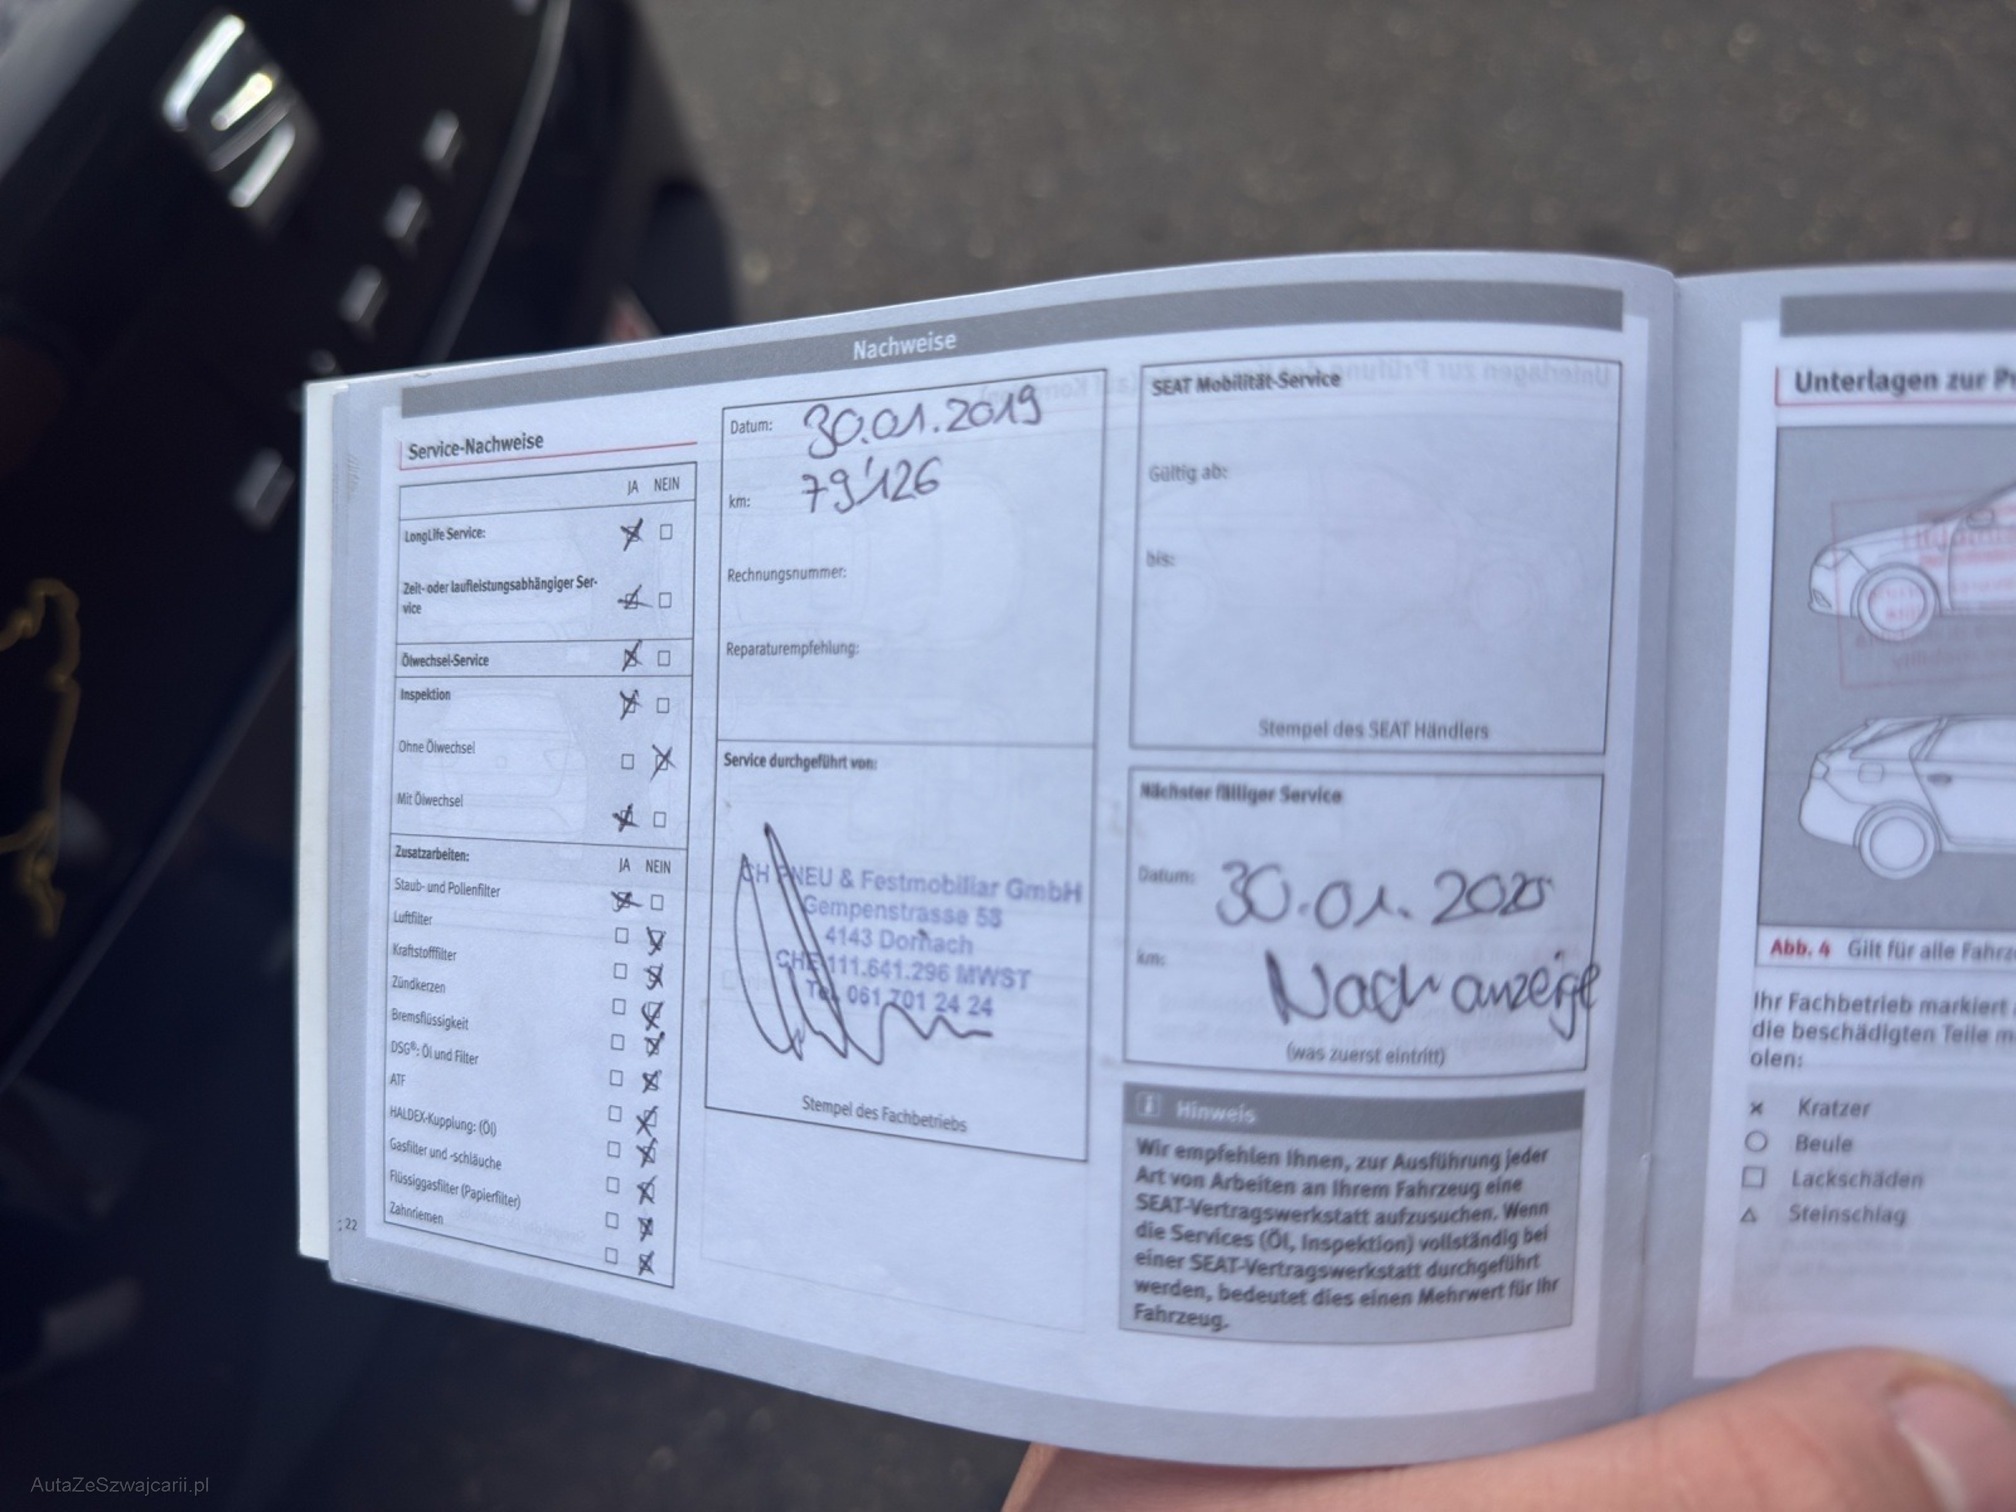 Nachweise
Service-Nachweise
JA NEIN
LongLife Service:
Zeit- oder laufleistungsabhängiger Ser-
vice
Ölwechsel-Service
Inspektion
Ohne Ölwechsel
Mit Ölwechsel
Zusatzarbeiten:
JA NEIN
Staub- und Pollenfilter
Luftfilter
Kraftstofffilter
Zündkerzen
Bremsflüssigkeit
DSG®: Öl und Filter
ATF
HALDEX-Kupplung: (Öl)
Gasfilter und -schläuche
Flüssiggasfilter (Papierfilter)
Zahnriemen
22
Datum: 30.01.2019
km: 79'126
Rechnungsnummer:
Reparaturempfehlung:
Service durchgeführt von:
CH PNEU & Festmobiliar GmbH
Gempenstrasse 58
4143 Dornach
CHE 111.641.296 MWST
Tel. 061 701 24 24
Stempel des Fachbetriebs
SEAT Mobilität-Service
Gültig ab:
bis:
Stempel des SEAT Händlers
Nächster fälliger Service
Datum: 30.01.
km: Nach anzeige
(was zuerst eintritt)
i Hinweis
Wir empfehlen Ihnen, zur Ausführung jeder
Art von Arbeiten an Ihrem Fahrzeug eine
SEAT-Vertragswerkstatt aufzusuchen. Wenn
die Services (Öl, Inspektion) vollständig bei
einer SEAT-Vertragswerkstatt durchgeführt
werden, bedeutet dies einen Mehrwert für Ihr
Fahrzeug.
Unterlagen zur
Abb. 4 Gilt für alle
Ihr Fachbetrieb markiert
die beschädigten Teile
olen:
Kratzer
Beule
Lackschäden
Steinschlag
AutaZeSzwajcarii.pl